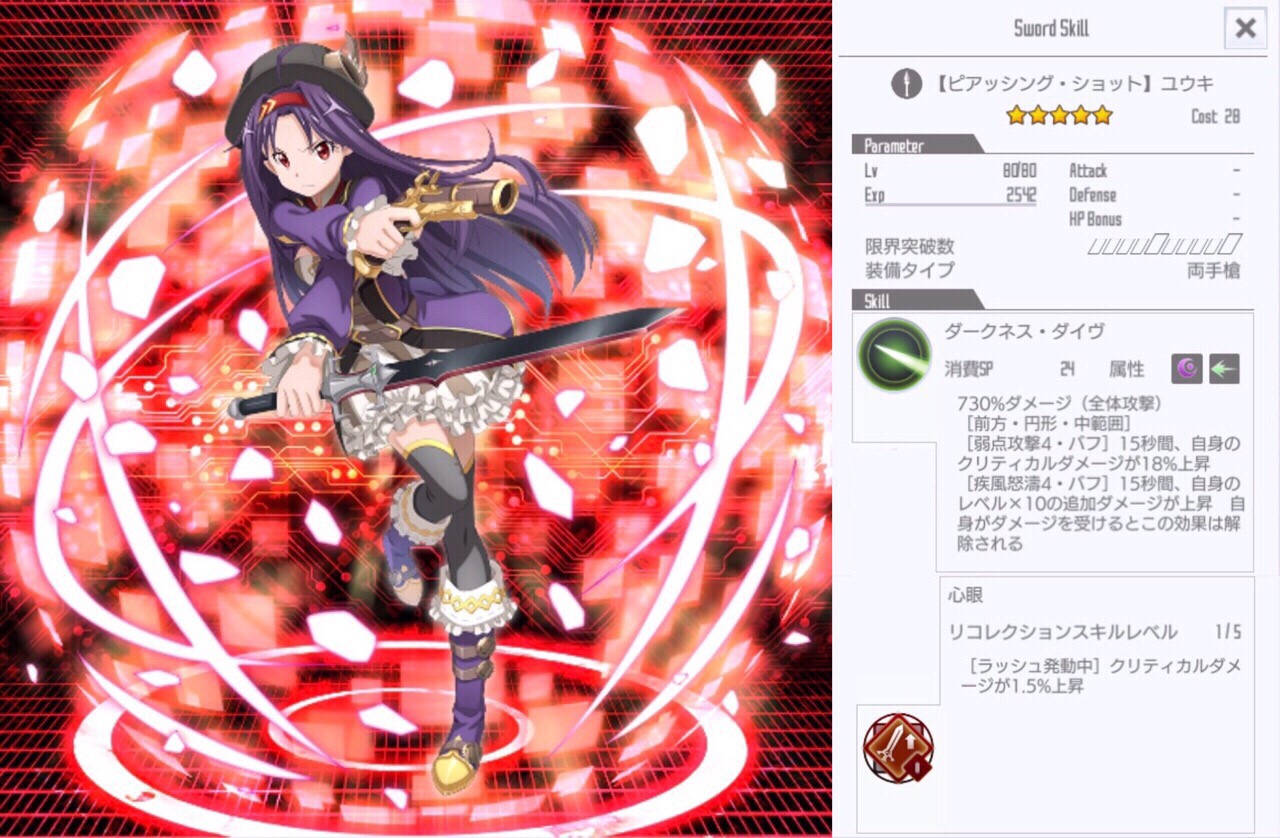 Sword Skill
【ピアッシング・ショット】ユウキ
Cost 28
Parameter
Lv 80/80 Attack -
Exp 2542 Defense -
HP Bonus -
限界突破数
装備タイプ 両手槍
Skill
ダークネス・ダイヴ
消費SP 24 属性
730%ダメージ（全体攻撃）
［前方・円形・中範囲］
［弱点攻撃4・バフ］15秒間、自身の
クリティカルダメージが18%上昇
［疾風怒濤4・バフ］15秒間、自身の
レベル×10の追加ダメージが上昇　自
身がダメージを受けるとこの効果は解
除される
心眼
リコレクションスキルレベル 1/5
［ラッシュ発動中］クリティカルダメ
ージが1.5%上昇